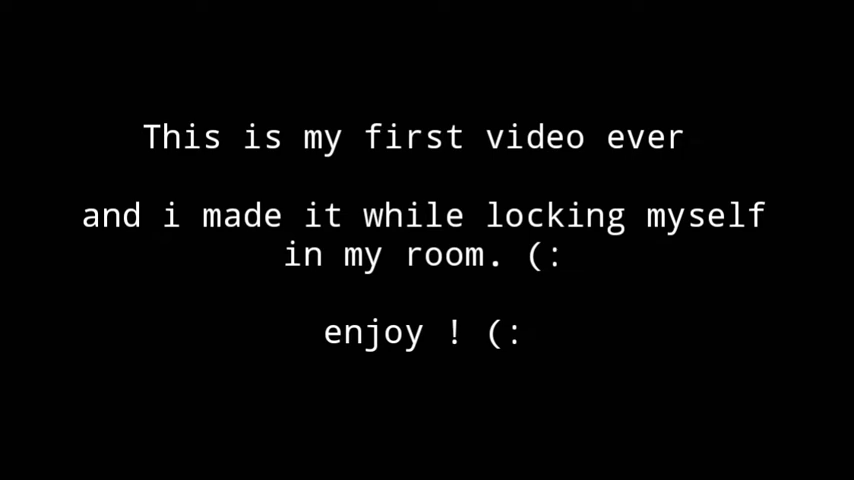 This is my first video ever
and i made it while locking myself
in my room. (:
enjoy ! (: